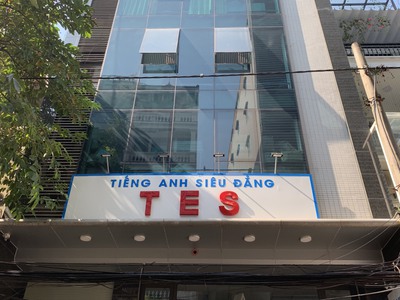 TIẾNG ANH SIÊU ĐẲNG
TES